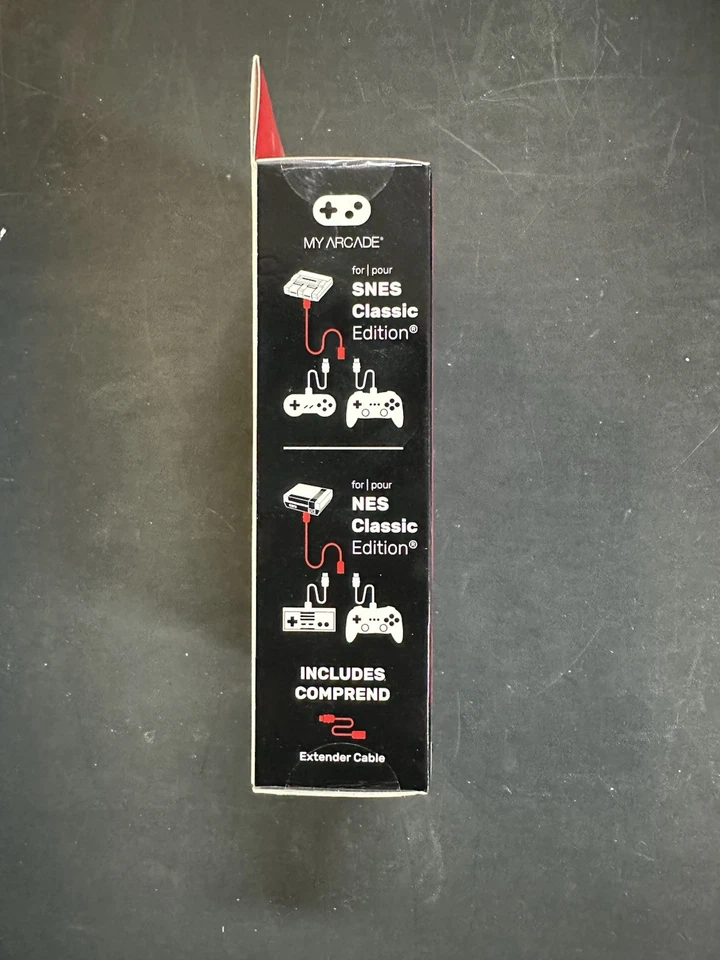 MY ARCADE®
for | pour
SNES
Classic
Edition®
for | pour
NES
Classic
Edition®
INCLUDES
COMPREND
Extender Cable